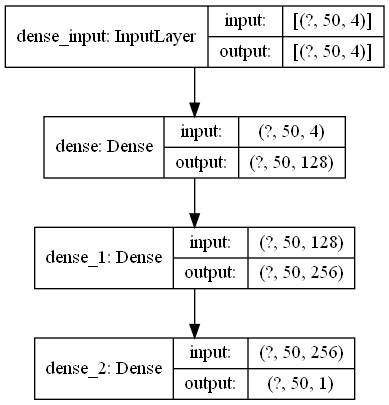 dense_input: InputLayer
input: [(?, 50, 4)]
output: [(?, 50, 4)]
dense: Dense
input: (?, 50, 4)
output: (?, 50, 128)
dense_1: Dense
input: (?, 50, 128)
output: (?, 50, 256)
dense_2: Dense
input: (?, 50, 256)
output: (?, 50, 1)